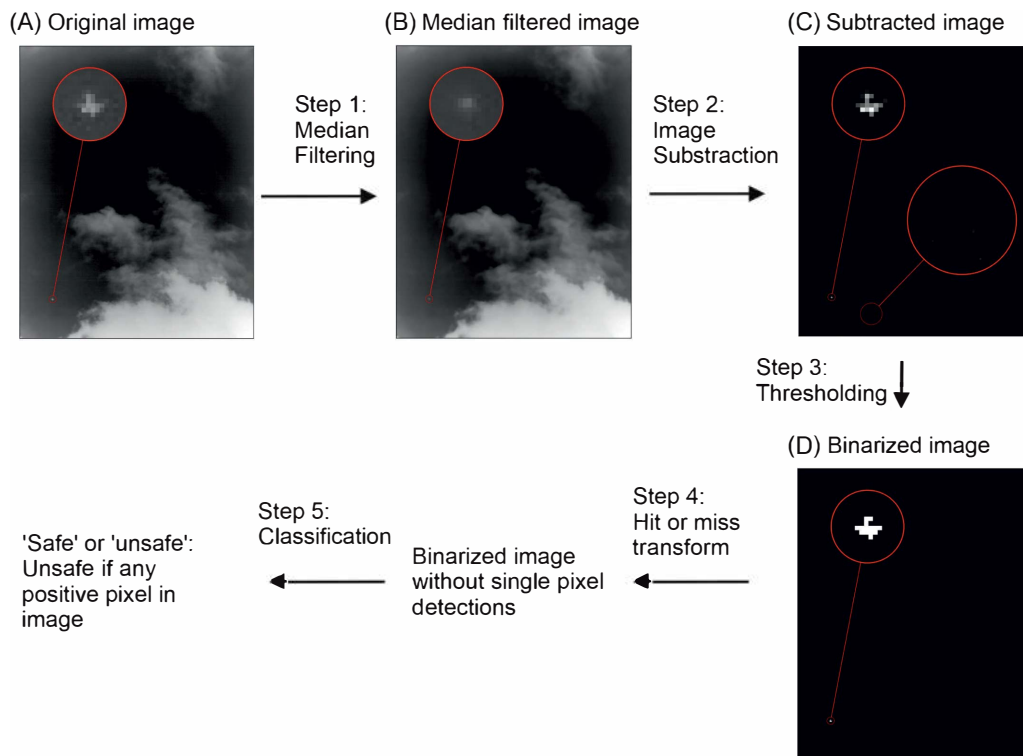 (A) Original image
(B) Median filtered image
(C) Subtracted image
Step 1:
Median
Filtering
Step 2:
Image
Substraction
Step 3:
Thresholding
(D) Binarized image
Step 4:
Hit or miss
transform
Binarized image
without single pixel
detections
Step 5:
Classification
'Safe' or 'unsafe':
Unsafe if any
positive pixel in
image